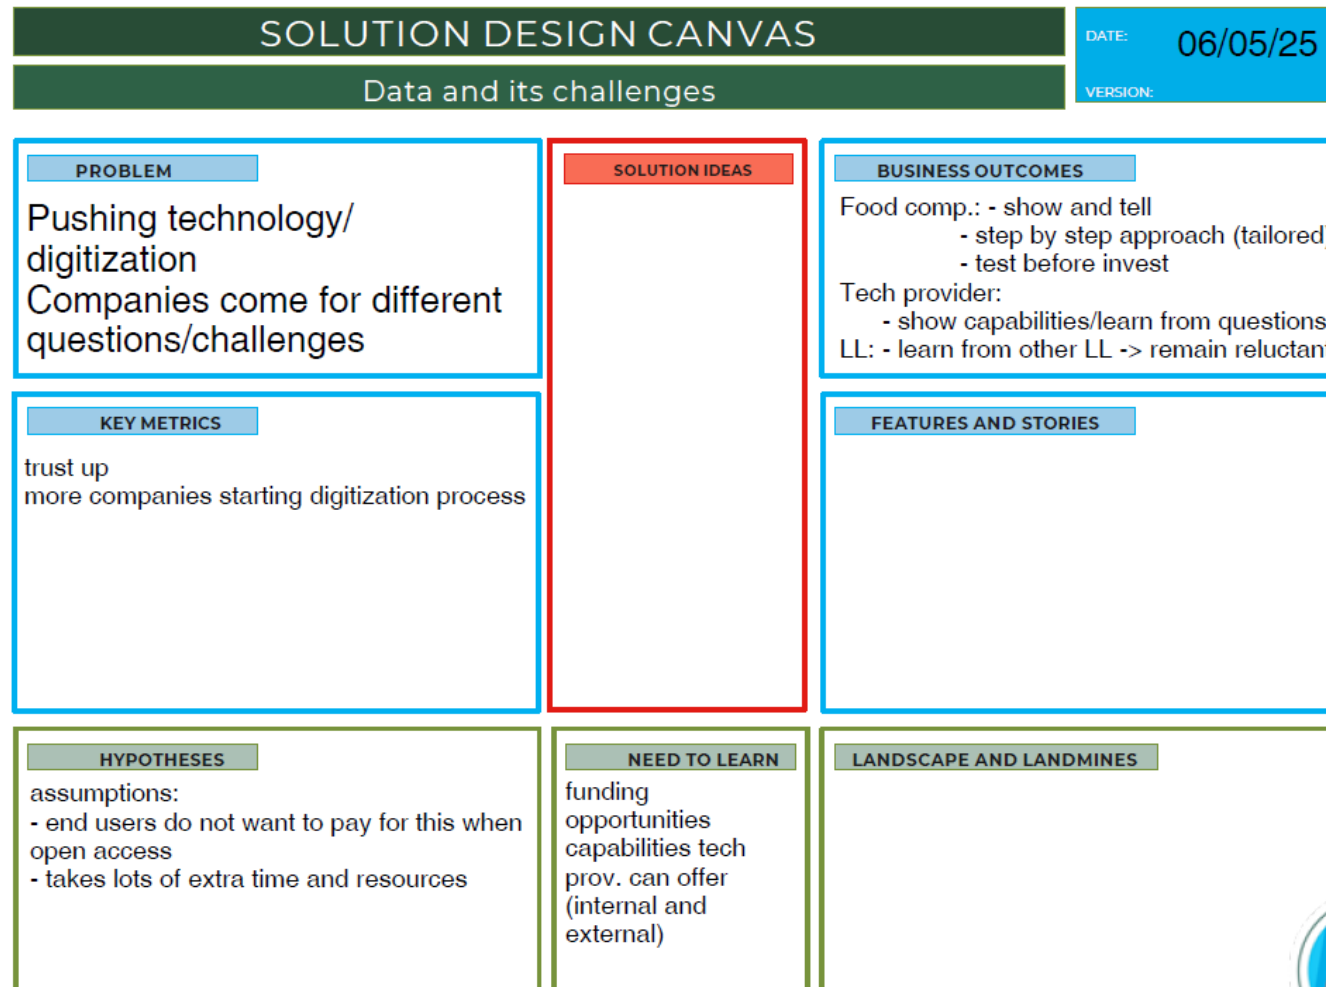 SOLUTION DESIGN CANVAS
Data and its challenges
DATE:
06/05/25
VERSION:
PROBLEM
Pushing technology/
digitization
Companies come for different
questions/challenges
SOLUTION IDEAS
BUSINESS OUTCOMES
Food comp.: - show and tell
- step by step approach (tailored)
- test before invest
Tech provider:
- show capabilities/learn from questions
LL: - learn from other LL -> remain reluctant
KEY METRICS
trust up
more companies starting digitization process
FEATURES AND STORIES
HYPOTHESES
assumptions:
- end users do not want to pay for this when
open access
- takes lots of extra time and resources
NEED TO LEARN
funding
opportunities
capabilities tech
prov. can offer
(internal and
external)
LANDSCAPE AND LANDMINES